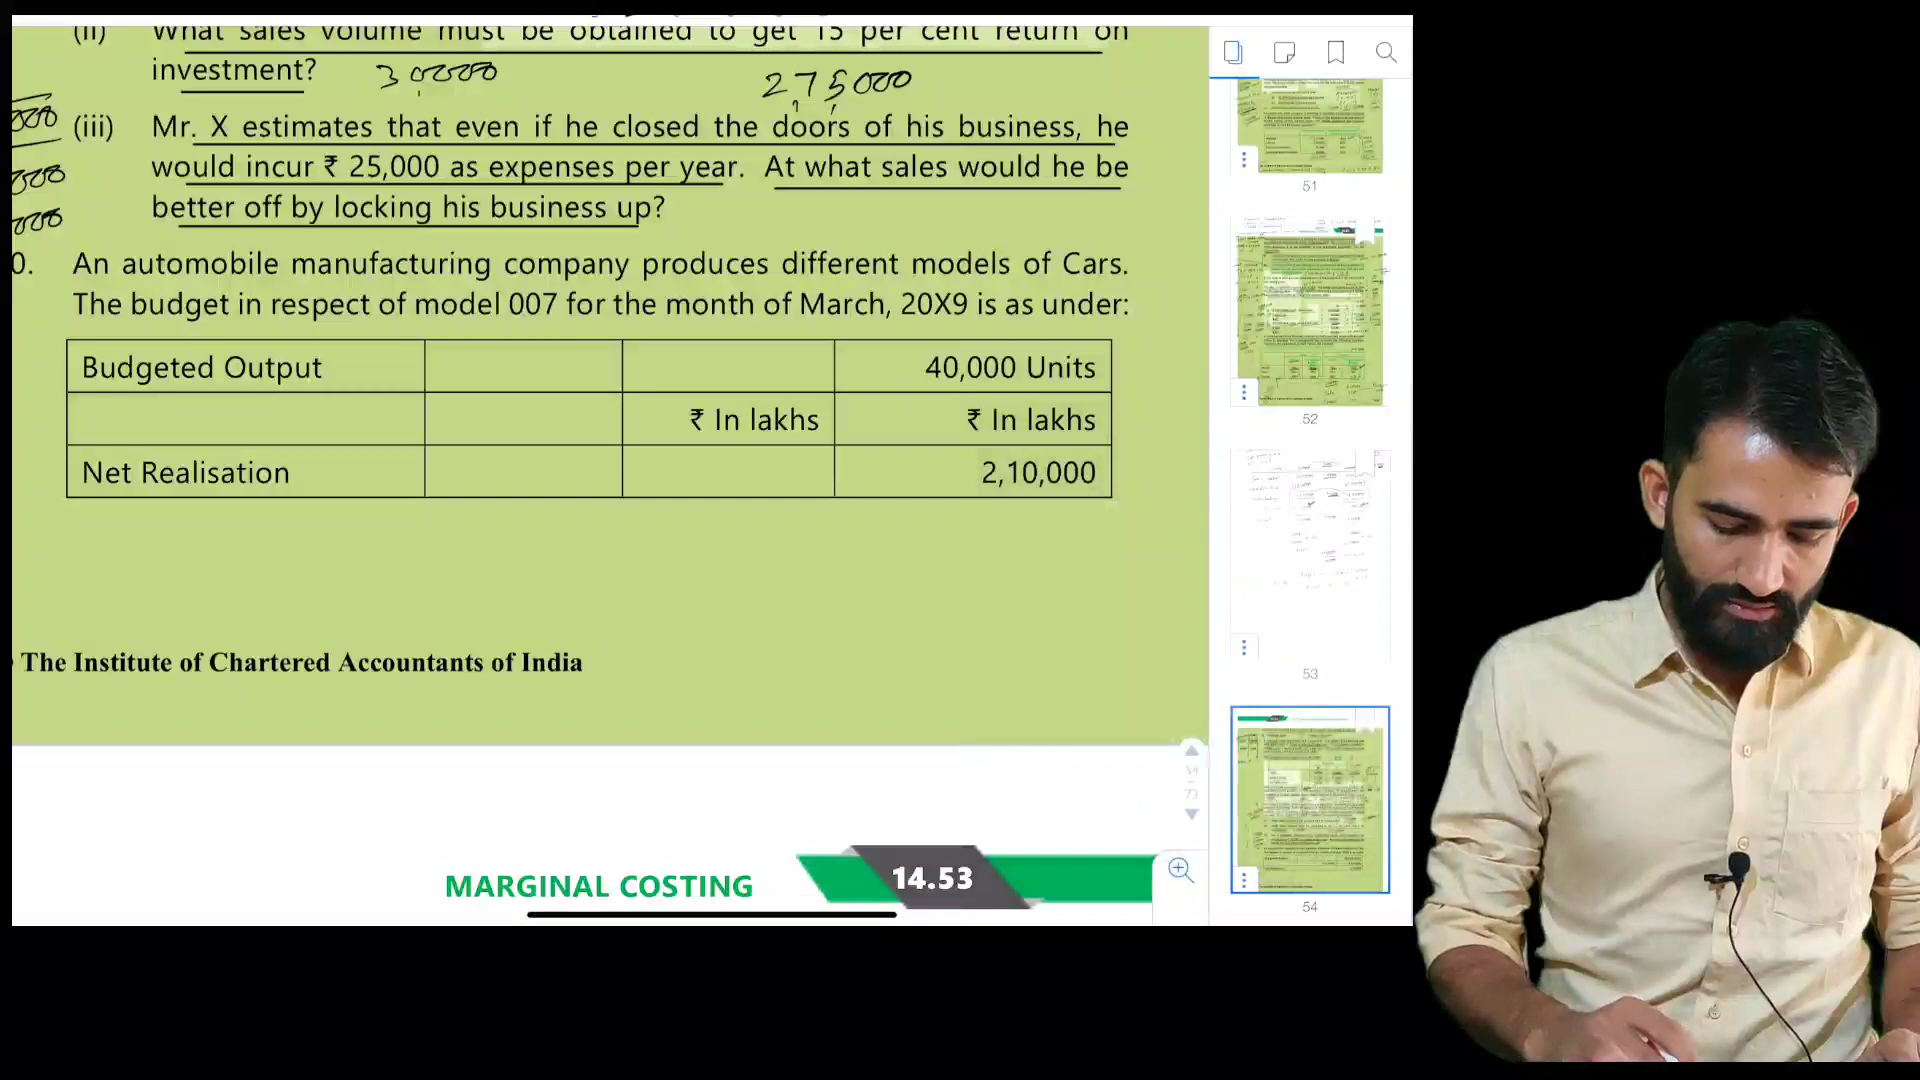 (ii) What sales volume must be obtained to get 15 per cent return on
investment? 30000 275000
(iii) Mr. X estimates that even if he closed the doors of his business, he
would incur ₹ 25,000 as expenses per year. At what sales would he be
better off by locking his business up?
0. An automobile manufacturing company produces different models of Cars.
The budget in respect of model 007 for the month of March, 20X9 is as under:
Budgeted Output 40,000 Units
₹ In lakhs ₹ In lakhs
Net Realisation 2,10,000
The Institute of Chartered Accountants of India
MARGINAL COSTING 14.53
51
52
53
54
54
73